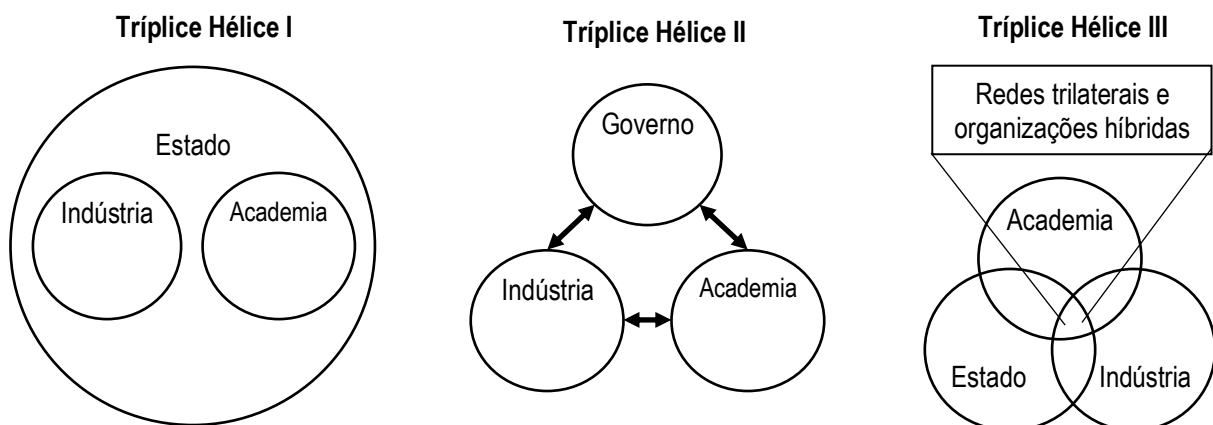 Tríplice Hélice I
Estado
Indústria
Academia
Tríplice Hélice II
Governo
Indústria
Academia
Tríplice Hélice III
Redes trilaterais e
organizações híbridas
Academia
Estado
Indústria